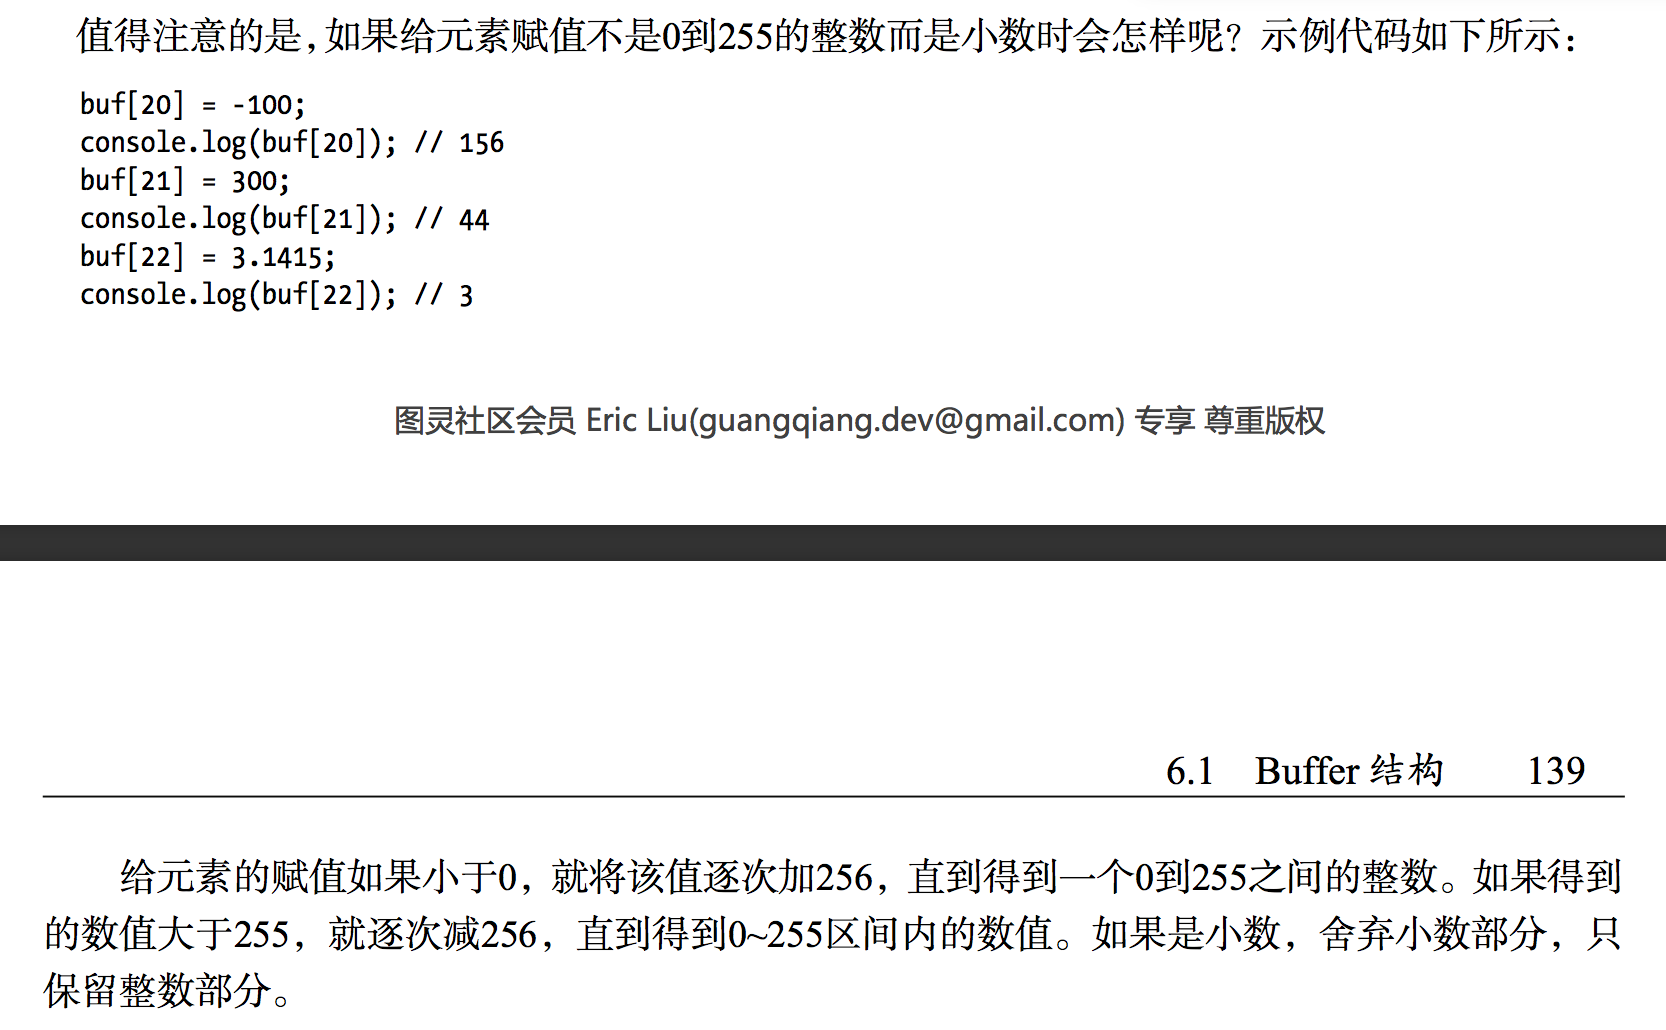 值得注意的是,如果给元素赋值不是0到255的整数而是小数时会怎样呢？示例代码如下所示：
buf[20] = -100;
console.log(buf[20]); // 156
buf[21] = 300;
console.log(buf[21]); // 44
buf[22] = 3.1415;
console.log(buf[22]); // 3
图灵社区会员 Eric Liu(guangqiang.dev@gmail.com) 专享 尊重版权
6.1 Buffer 结构 139
给元素的赋值如果小于0，就将该值逐次加256，直到得到一个0到255之间的整数。如果得到
的数值大于255，就逐次减256，直到得到0~255区间内的数值。如果是小数，舍弃小数部分，只
保留整数部分。